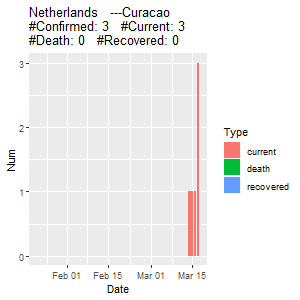 Netherlands   ---Curacao
#Confirmed: 3   #Current: 3
#Death: 0   #Recovered: 0
3
2
1
0
Num
Feb 01
Feb 15
Mar 01
Mar 15
Date
Type
current
death
recovered